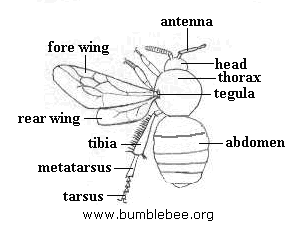 antenna
fore wing
head
thorax
tegula
rear wing
tibia
abdomen
metatarsus
tarsus
www.bumblebee.org